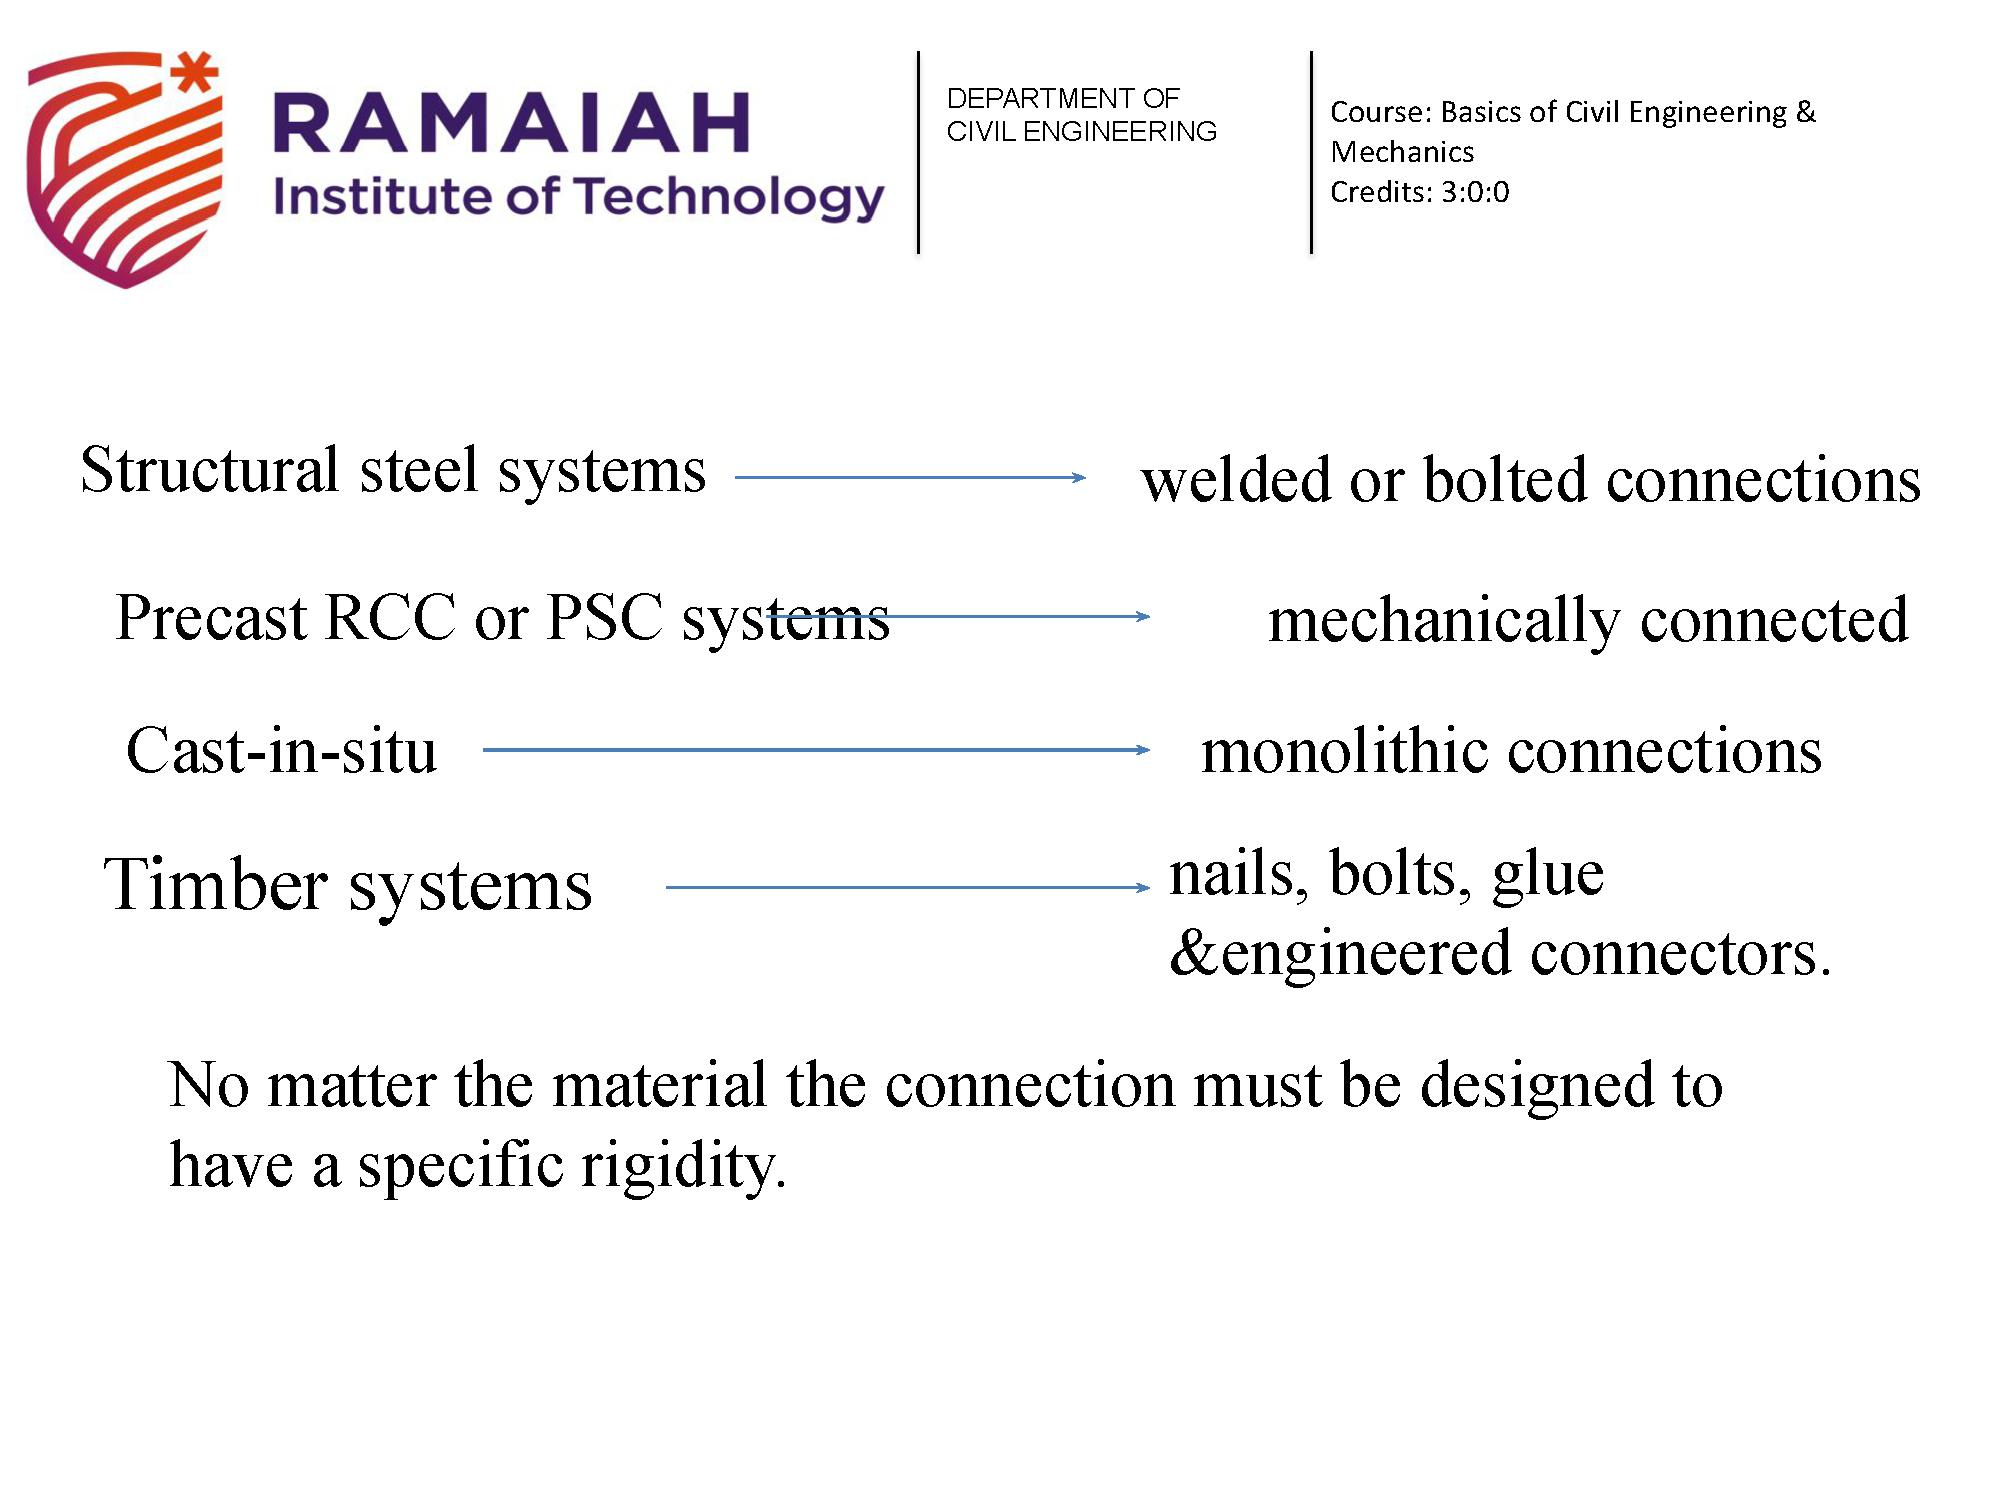 RAMAIAH
Institute of Technology
DEPARTMENT OF
CIVIL ENGINEERING
Course: Basics of Civil Engineering &
Mechanics
Credits: 3:0:0
Structural steel systems
welded or bolted connections
Precast RCC or PSC systems
mechanically connected
Cast-in-situ
monolithic connections
Timber systems
nails, bolts, glue
&engineered connectors.
No matter the material the connection must be designed to
have a specific rigidity.